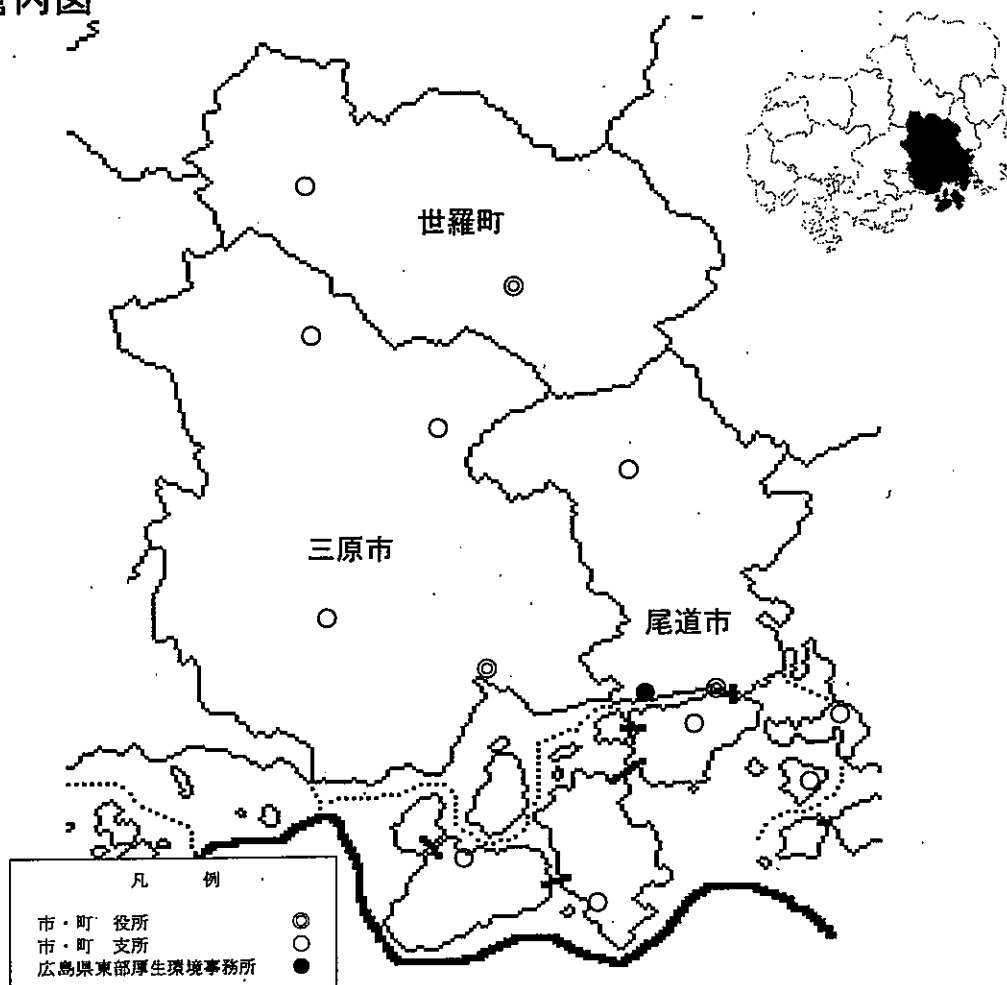 管内図
世羅町
三原市
尾道市
凡 例
市・町 役所 ◎
市・町 支所 ○
広島県東部厚生環境事務所 ●